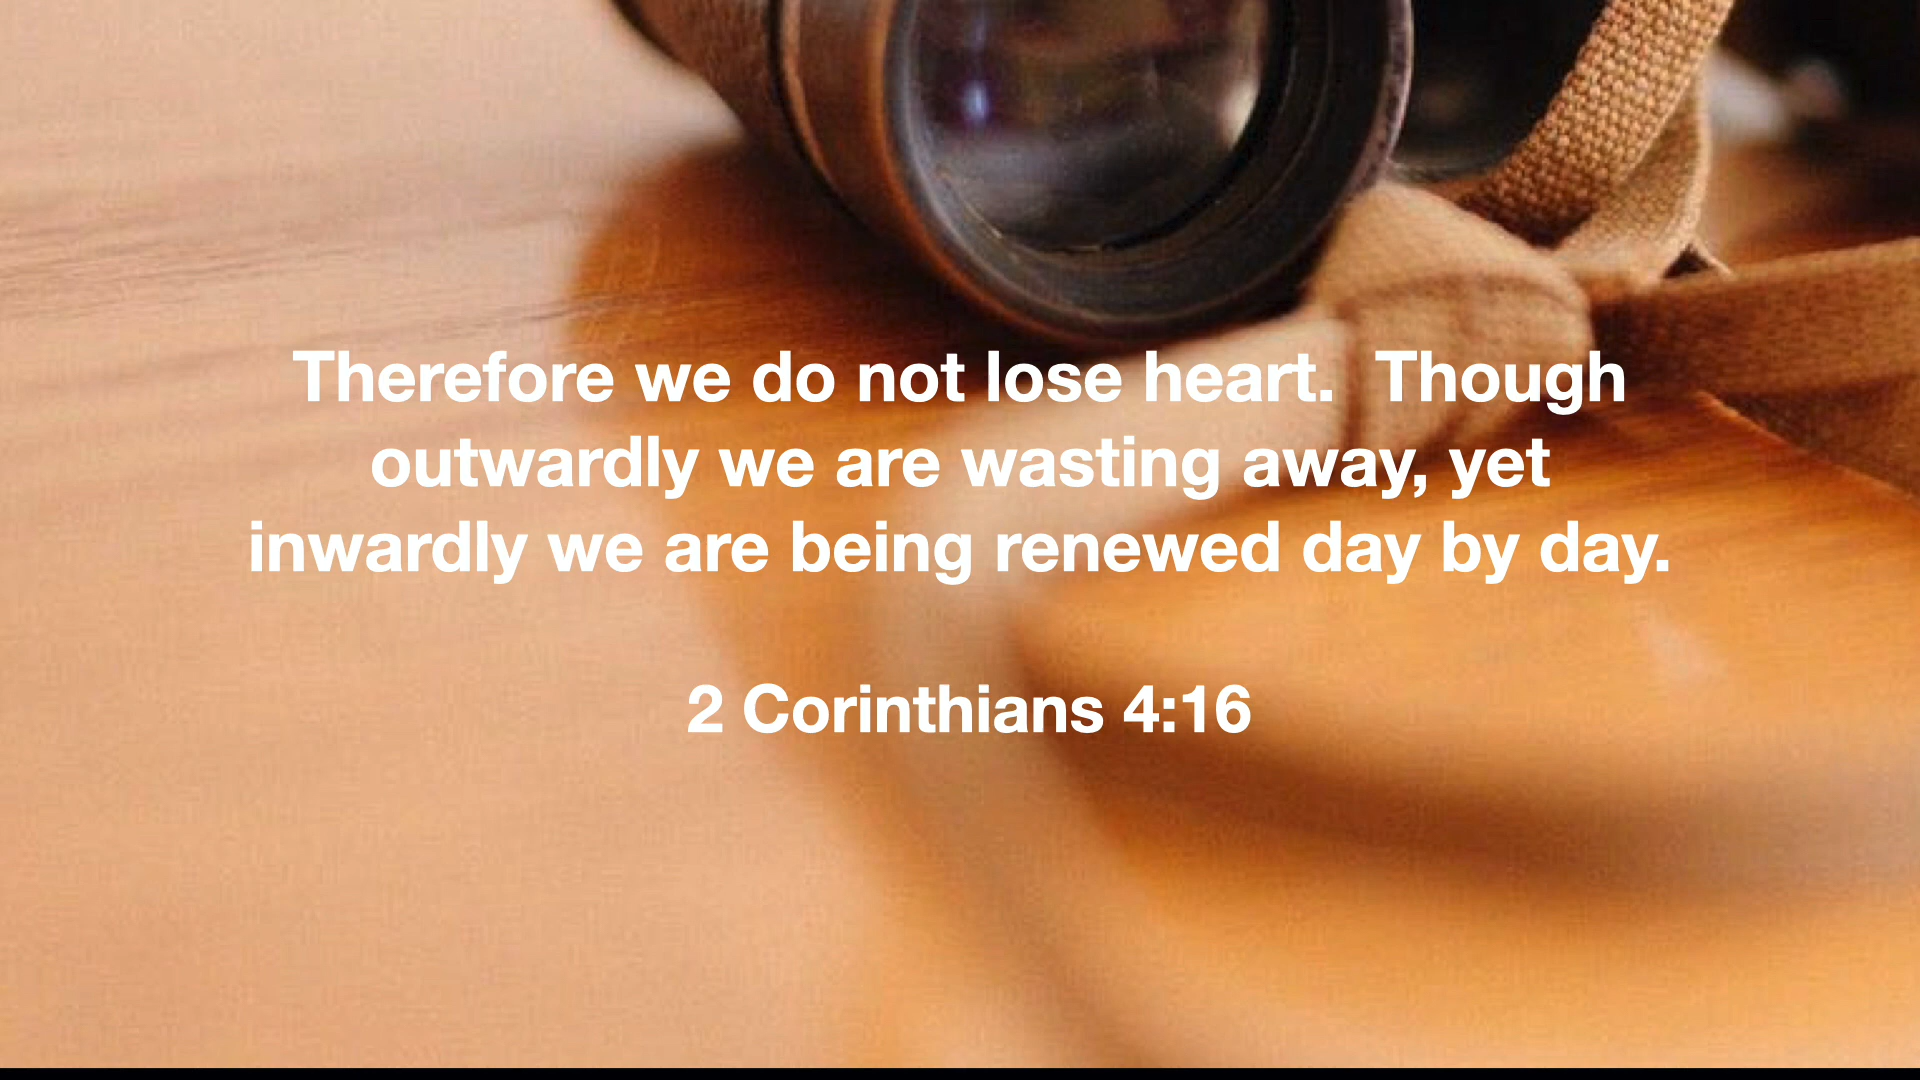 Therefore we do not lose heart.  Though
outwardly we are wasting away, yet
inwardly we are being renewed day by day.
2 Corinthians 4:16